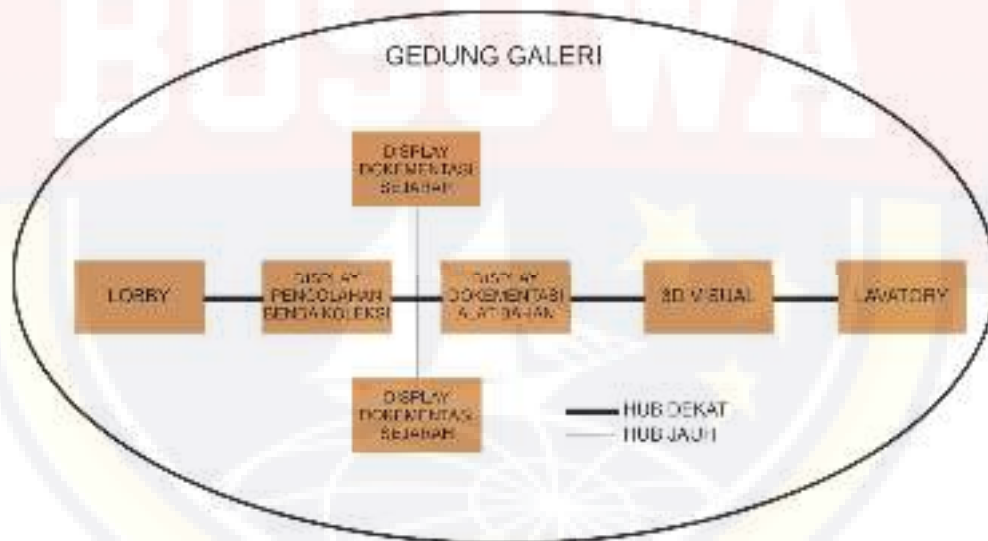 BOSOWA
GEDUNG GALERI
DISPLAY
DOKEMENTASI
SEJARAH
LOBBY
DISPLAY
PENGOLAHAN
BENDA KOLEKSI
DISPLAY
DOKEMENTASI
ALAT BAHAN
3D VISUAL
LAVATORY
DISPLAY
DOKEMENTASI
SEJARAH
HUB DEKAT
HUB JAUH